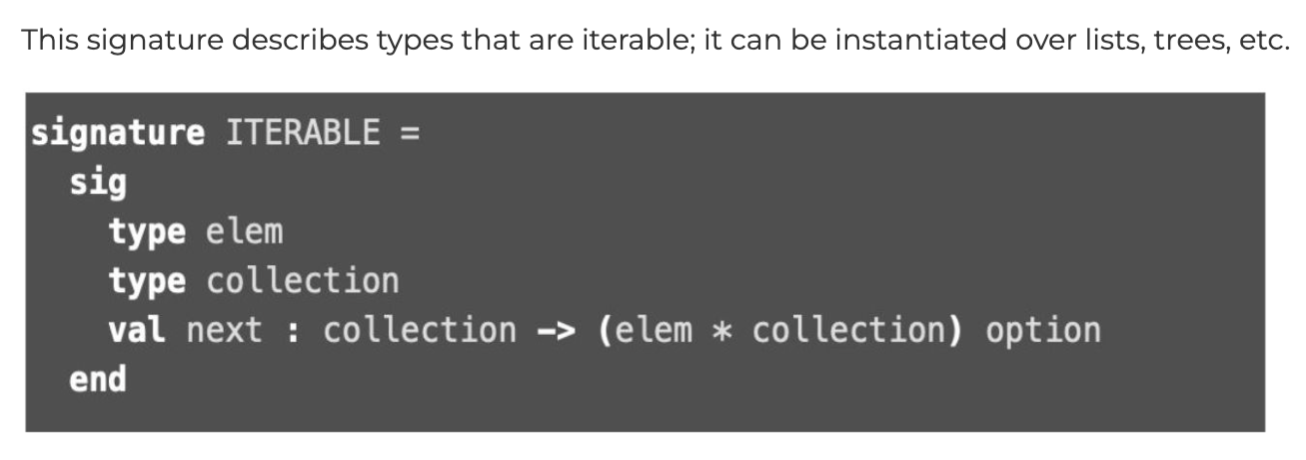 This signature describes types that are iterable; it can be instantiated over lists, trees, etc.
signature ITERABLE =
  sig
    type elem
    type collection
    val next : collection -> (elem * collection) option
  end